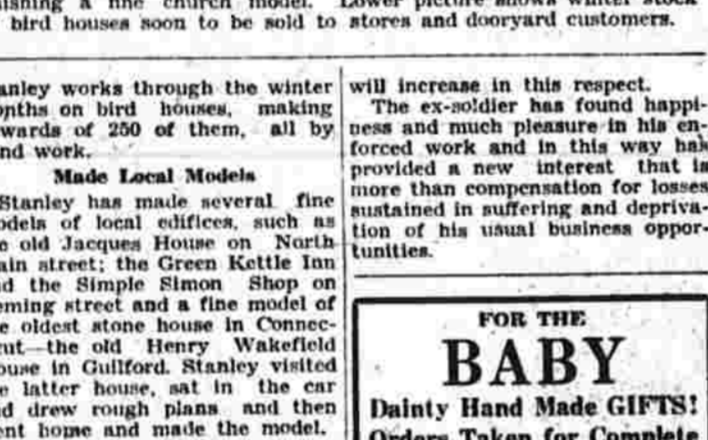 a fine church model. Lower picture shows winter stock
bird houses soon to be sold to stores and dooryard customers.
anley works through the winter
onths on bird houses, making
wards of 250 of them, all by
nd work.
Made Local Models
Stanley has made several fine
odels of local edifices, such as
e old Jacques House on North
ain street; the Green Kettle Inn
d the Simple Simon Shop on
eming street and a fine model of
e oldest stone house in Connec-
ut—the old Henry Wakefield
ouse in Guilford. Stanley visited
e latter house, sat in the car
d drew rough plans and then
ent home and made the model.
will increase in this respect.
The ex-soldier has found happi-
ness and much pleasure in his en-
forced work and in this way has
provided a new interest that is
more than compensation for losses
sustained in suffering and depriva-
tion of his usual business oppor-
tunities.
FOR THE
BABY
Dainty Hand Made GIFTS!
Orders Taken for Complete